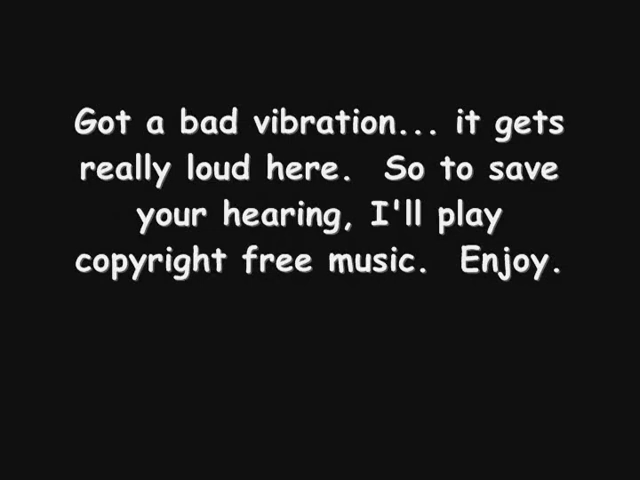 Got a bad vibration... it gets
really loud here.  So to save
your hearing, I'll play
copyright free music.  Enjoy.